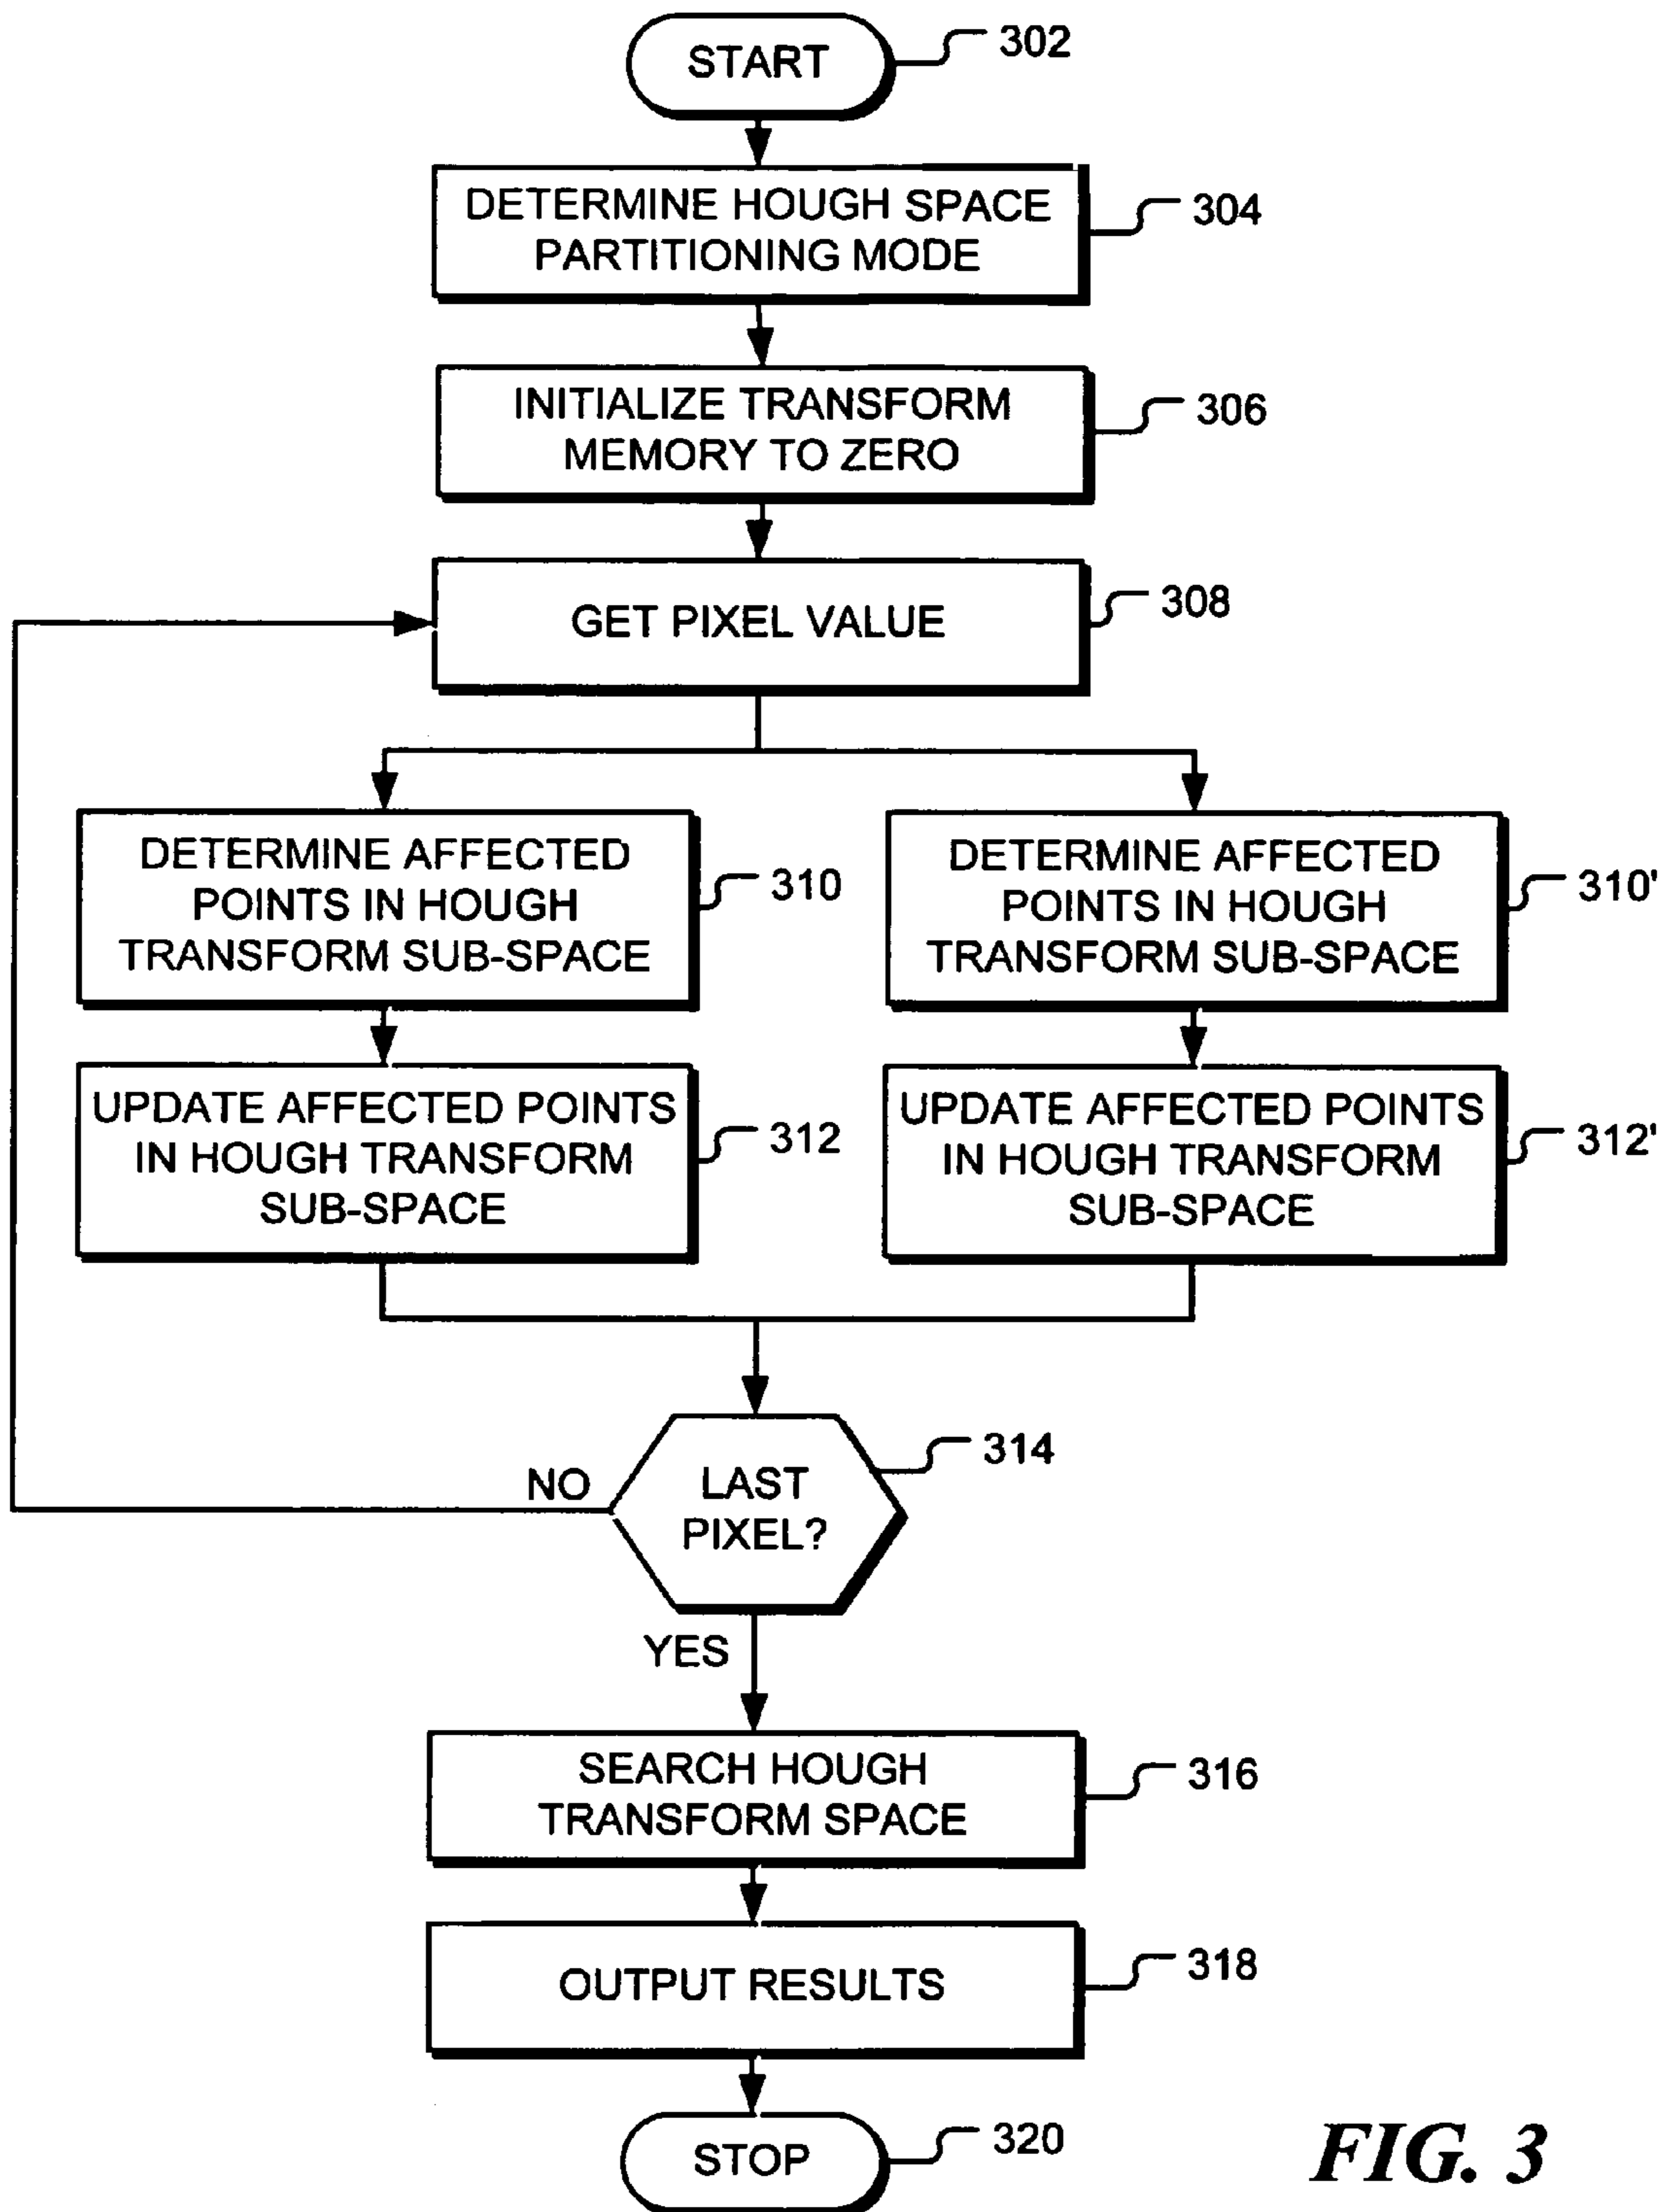 START
302
DETERMINE HOUGH SPACE
PARTITIONING MODE
304
INITIALIZE TRANSFORM
MEMORY TO ZERO
306
GET PIXEL VALUE
308
DETERMINE AFFECTED
POINTS IN HOUGH
TRANSFORM SUB-SPACE
310
DETERMINE AFFECTED
POINTS IN HOUGH
TRANSFORM SUB-SPACE
310'
UPDATE AFFECTED POINTS
IN HOUGH TRANSFORM
SUB-SPACE
312
UPDATE AFFECTED POINTS
IN HOUGH TRANSFORM
SUB-SPACE
312'
LAST
PIXEL?
314
NO
YES
SEARCH HOUGH
TRANSFORM SPACE
316
OUTPUT RESULTS
318
STOP
320
FIG. 3